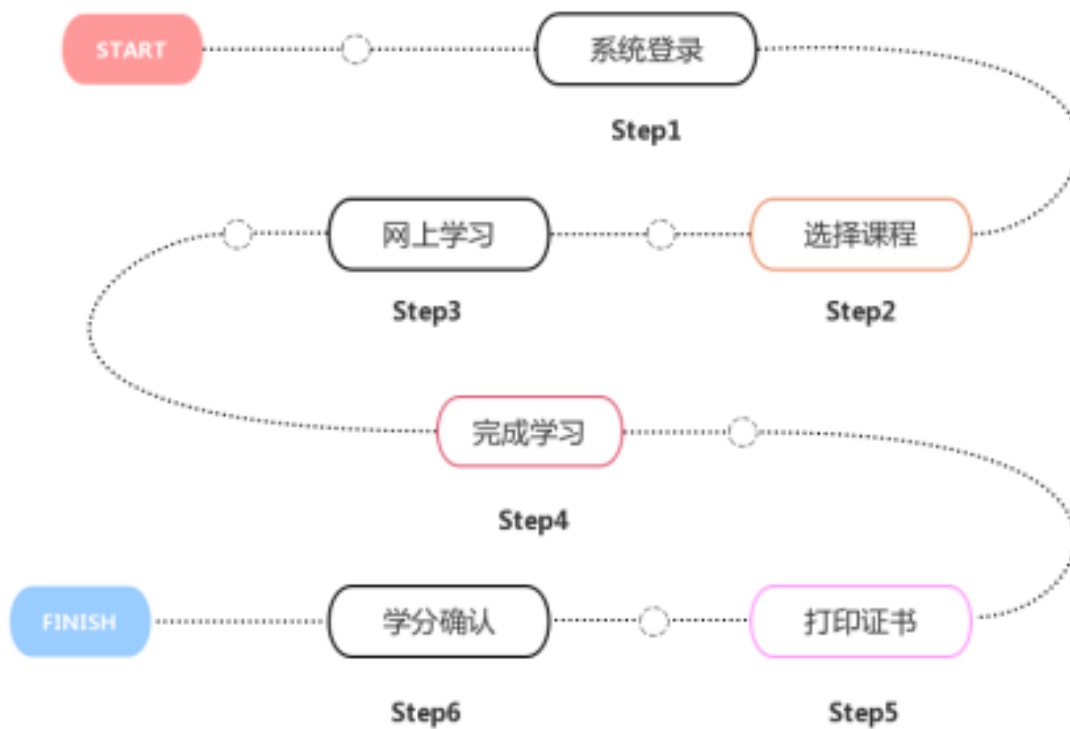 START
系统登录
Step1
选择课程
Step2
网上学习
Step3
完成学习
Step4
打印证书
Step5
学分确认
Step6
FINISH